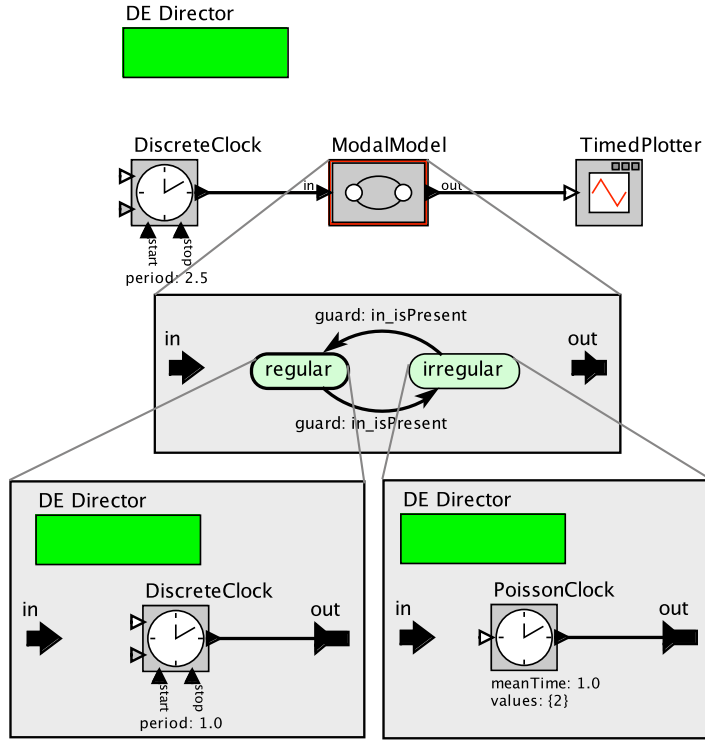 DE Director
DiscreteClock
ModalModel
TimedPlotter
in
out
start
stop
period: 2.5
guard: in_isPresent
in
out
regular
irregular
guard: in_isPresent
DE Director
DE Director
DiscreteClock
PoissonClock
in
out
in
out
start
stop
meanTime: 1.0
period: 1.0
values: {2}